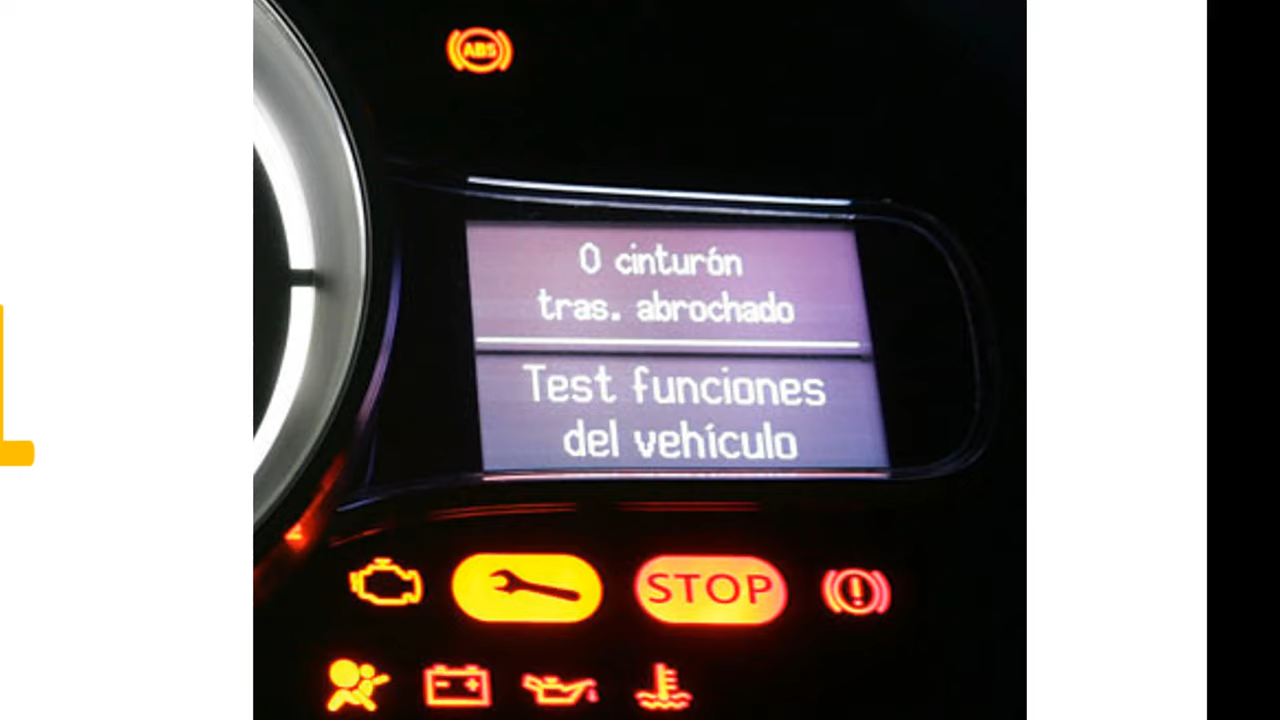 ABS
0 cinturón
tras. abrochado
Test funciones
del vehículo
STOP